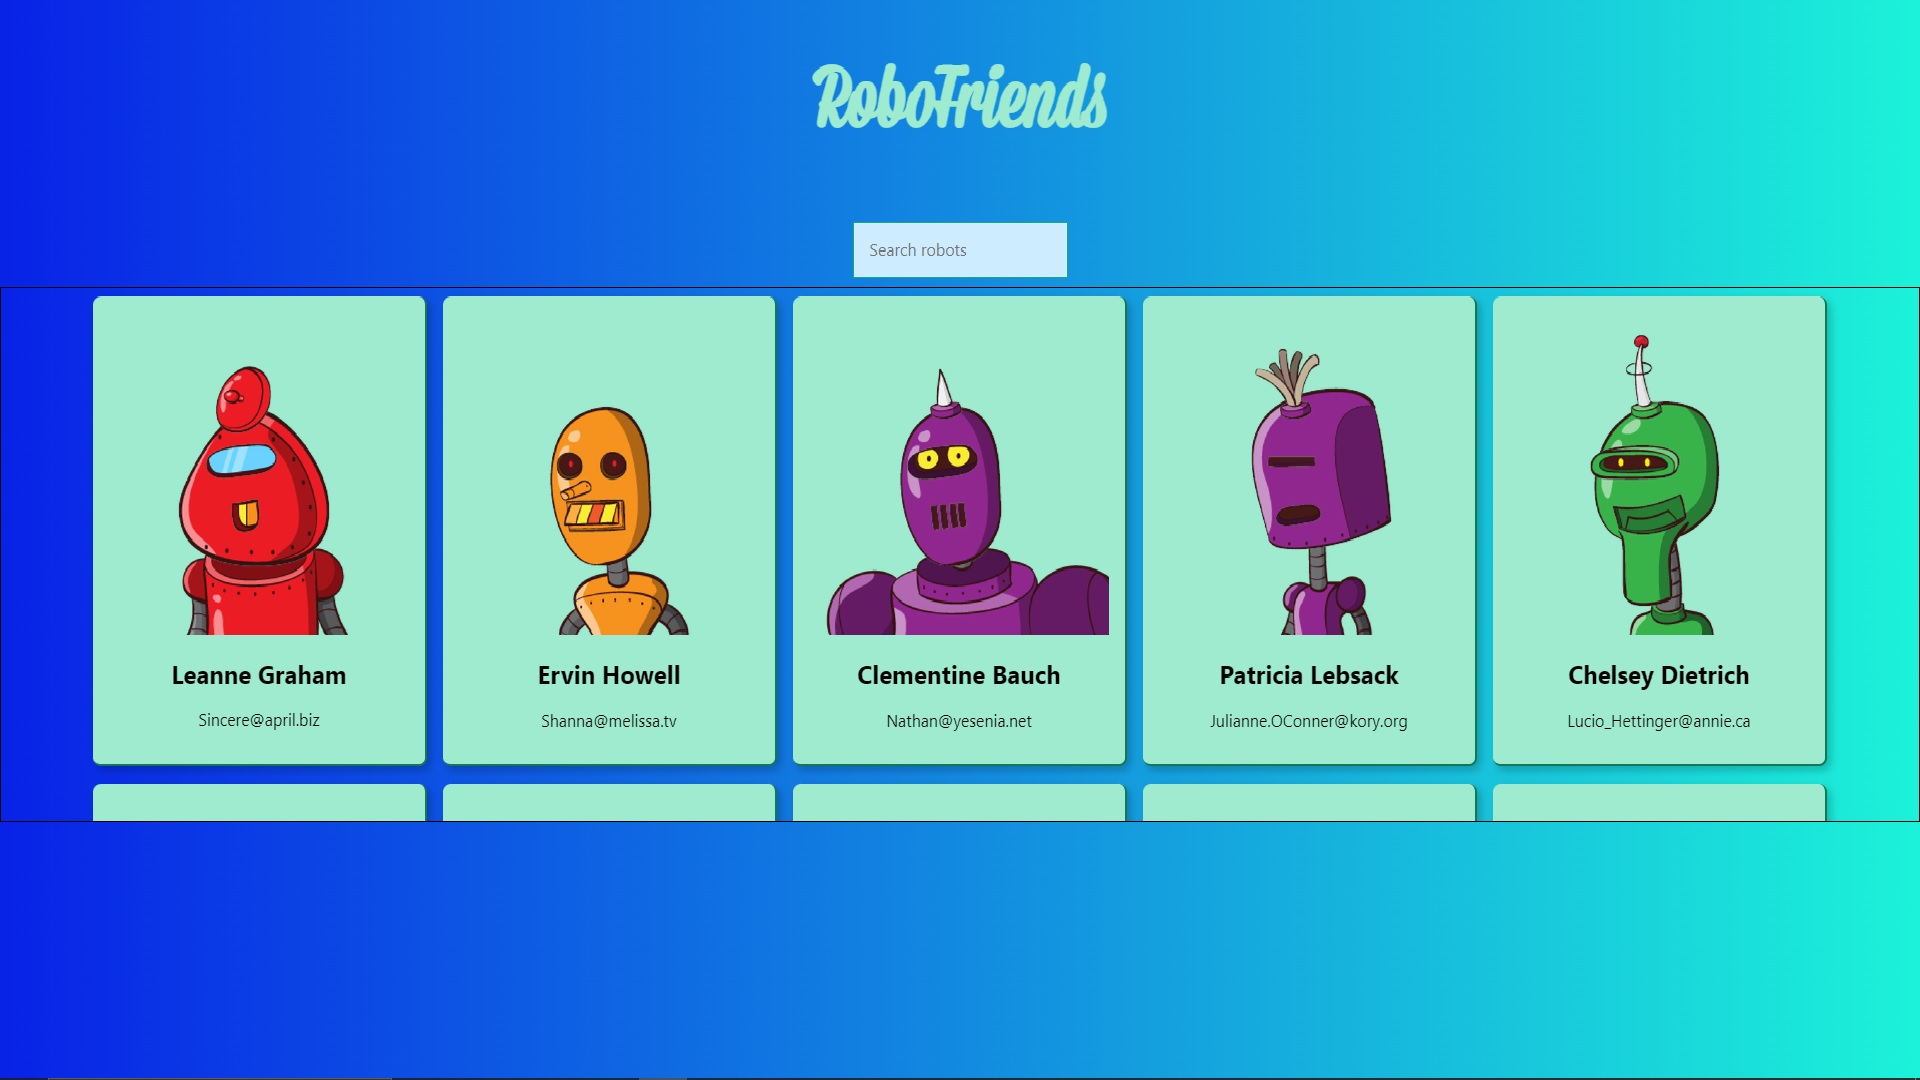 RoboFriends
Search robots
Leanne Graham
Sincere@april.biz
Ervin Howell
Shanna@melissa.tv
Clementine Bauch
Nathan@yesenia.net
Patricia Lebsack
Julianne.OConner@kory.org
Chelsey Dietrich
Lucio_Hettinger@annie.ca